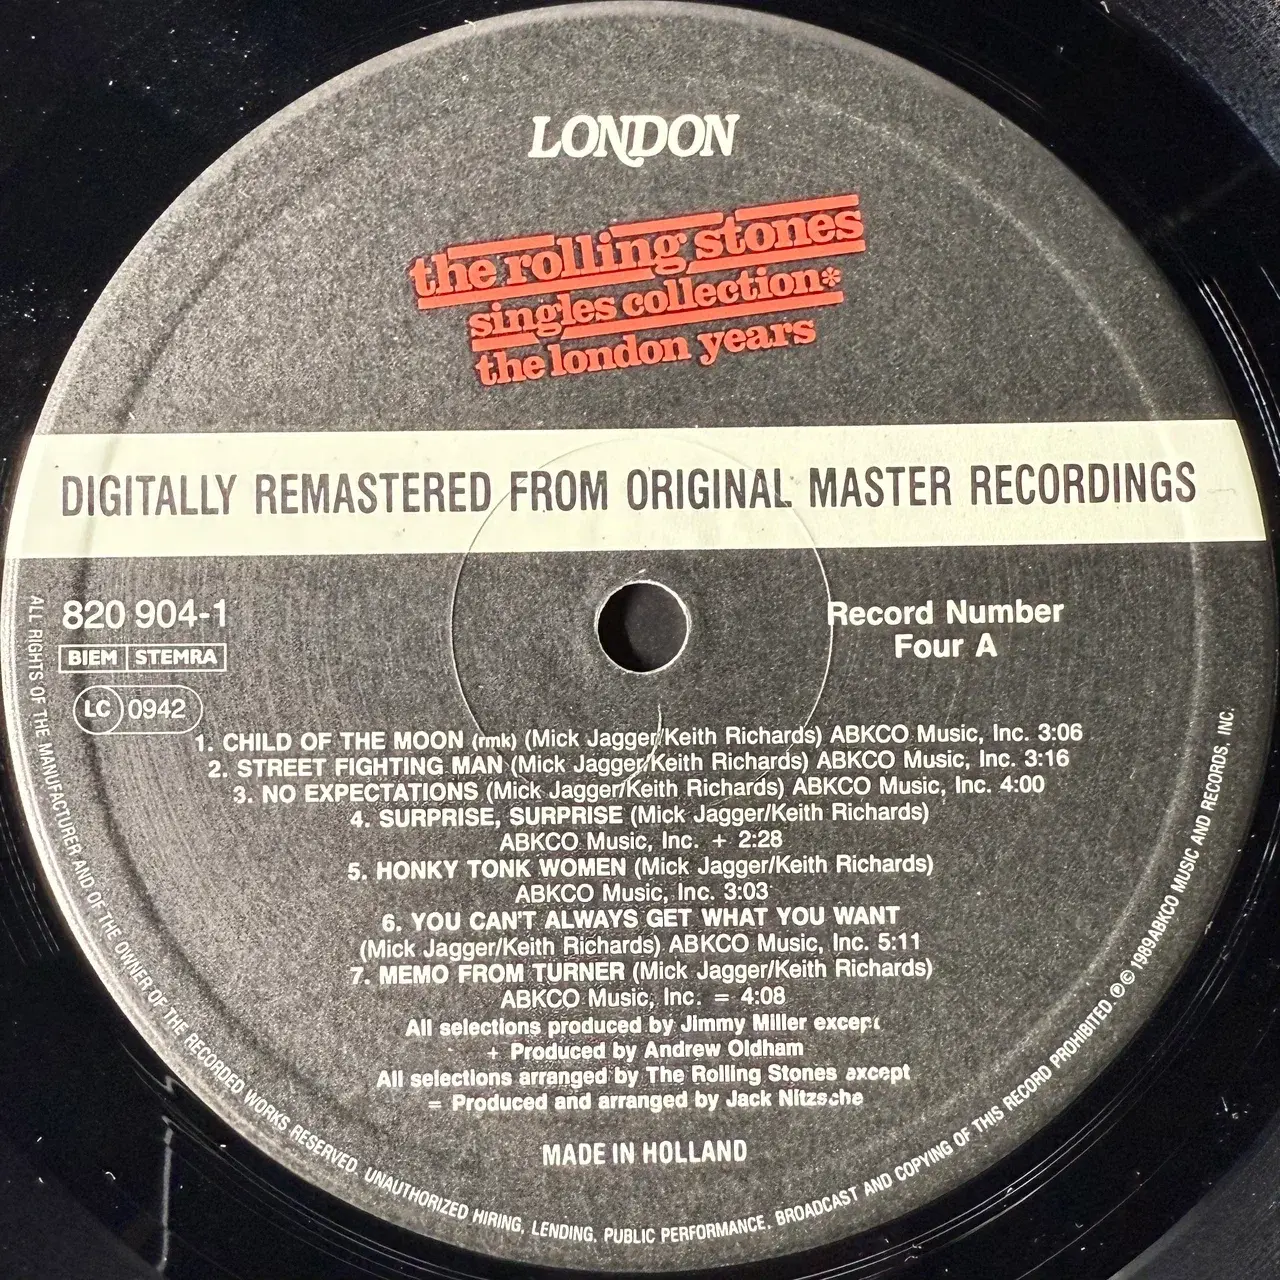 LONDON
the rolling stones
singles collection*
the london years
DIGITALLY REMASTERED FROM ORIGINAL MASTER RECORDINGS
820 904-1
BIEM STEMRA
LC 0942
Record Number
Four A
1. CHILD OF THE MOON (rmk) (Mick Jagger/Keith Richards) ABKCO Music, Inc. 3:06
2. STREET FIGHTING MAN (Mick Jagger/Keith Richards) ABKCO Music, Inc. 3:16
3. NO EXPECTATIONS (Mick Jagger/Keith Richards) ABKCO Music, Inc. 4:00
4. SURPRISE, SURPRISE (Mick Jagger/Keith Richards)
ABKCO Music, Inc. + 2:28
5. HONKY TONK WOMEN (Mick Jagger/Keith Richards)
ABKCO Music, Inc. 3:03
6. YOU CAN'T ALWAYS GET WHAT YOU WANT
(Mick Jagger/Keith Richards) ABKCO Music, Inc. 5:11
7. MEMO FROM TURNER (Mick Jagger/Keith Richards)
ABKCO Music, Inc. = 4:08
All selections produced by Jimmy Miller except
+ Produced by Andrew Oldham
All selections arranged by The Rolling Stones except
= Produced and arranged by Jack Nitzsche
MADE IN HOLLAND
ALL RIGHTS OF THE MANUFACTURER AND OF THE OWNER OF THE RECORDED WORKS RESERVED. UNAUTHORIZED HIRING, LENDING, PUBLIC PERFORMANCE, BROADCAST AND COPYING OF THIS RECORD PROHIBITED. ℗© 1989 ABKCO MUSIC AND RECORDS, INC.